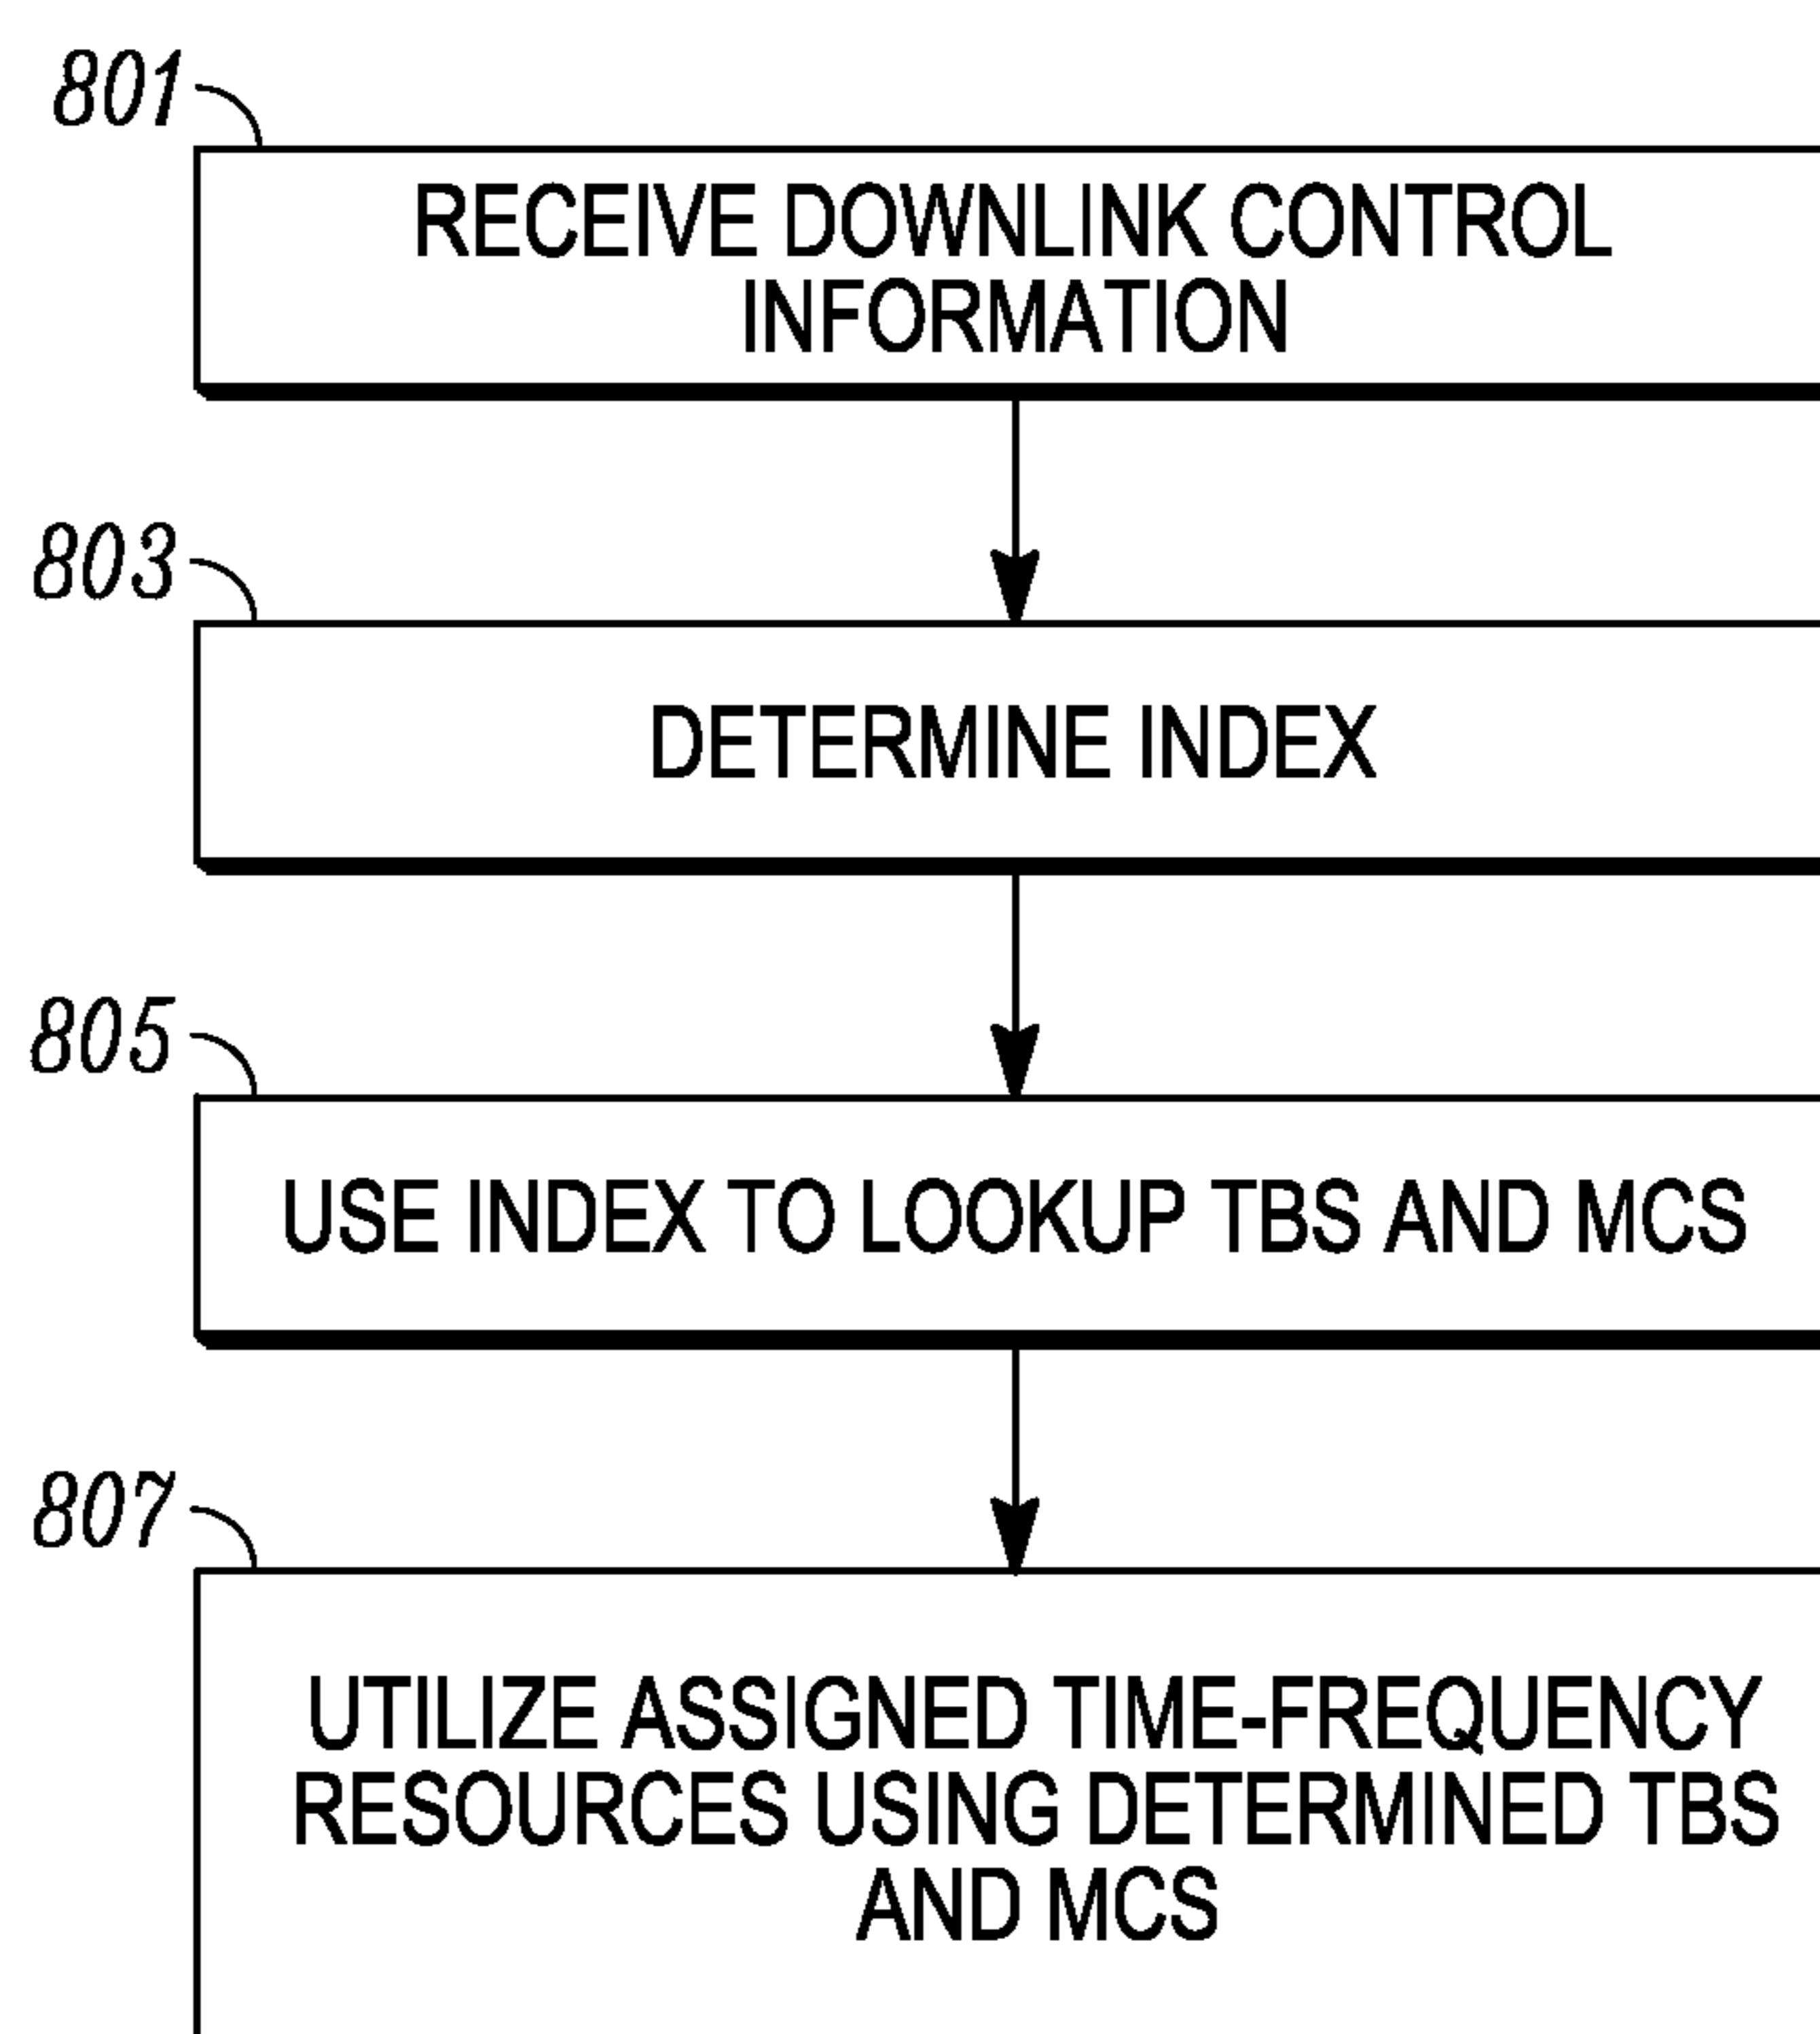 801
RECEIVE DOWNLINK CONTROL
INFORMATION
803
DETERMINE INDEX
805
USE INDEX TO LOOKUP TBS AND MCS
807
UTILIZE ASSIGNED TIME-FREQUENCY
RESOURCES USING DETERMINED TBS
AND MCS